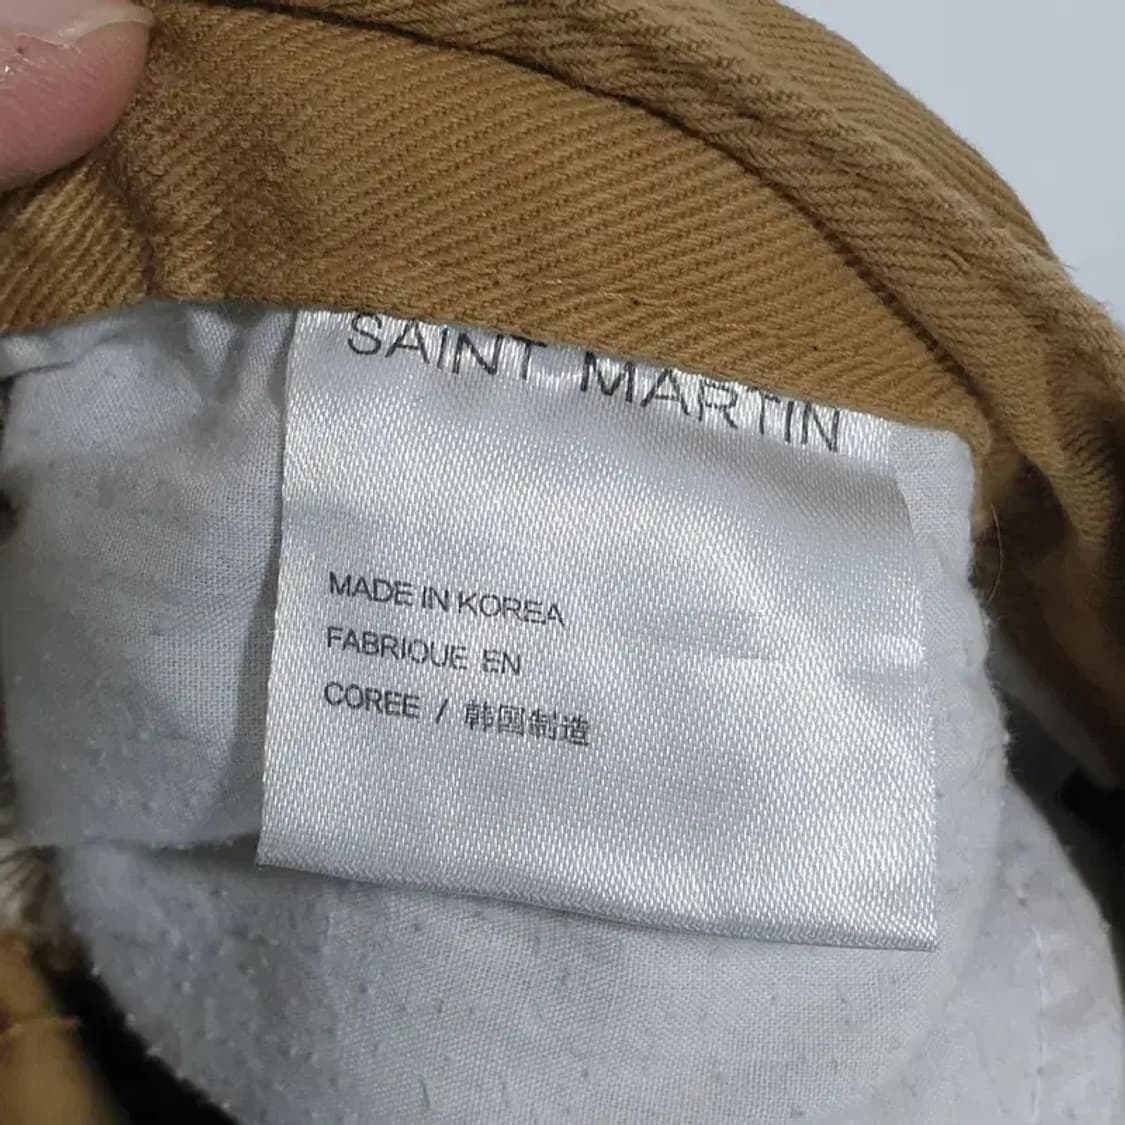 SAINT MARTIN
MADE IN KOREA
FABRIQUE EN
COREE / 韩国制造